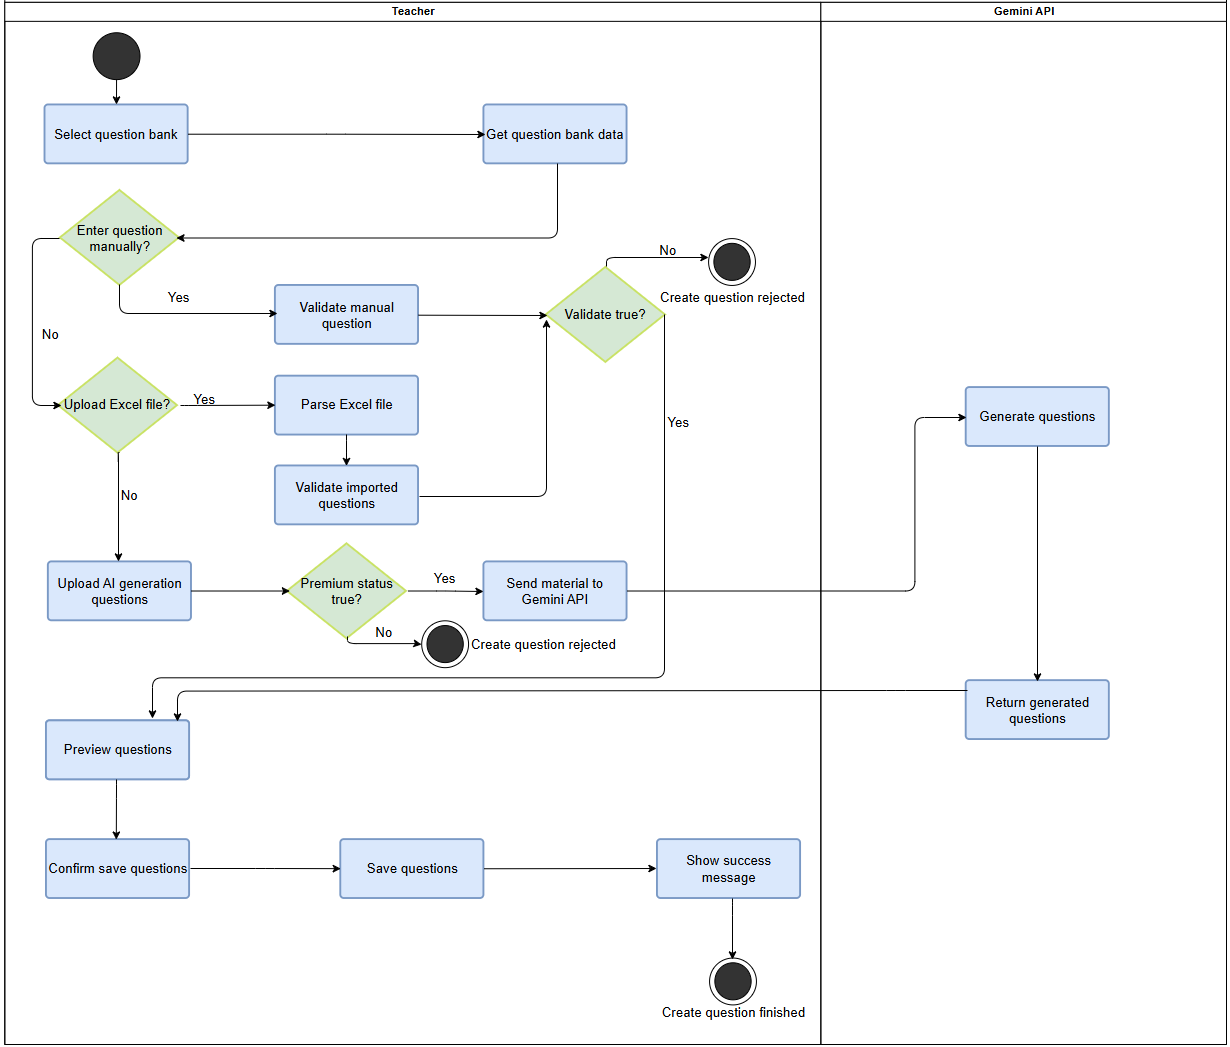 Teacher
Gemini API
Select question bank
Get question bank data
Enter question
manually?
No
Create question rejected
Yes
Validate manual
question
Validate true?
No
Upload Excel file?
Yes
Parse Excel file
Yes
Generate questions
Validate imported
questions
No
Upload AI generation
questions
Premium status
true?
Yes
Send material to
Gemini API
No
Create question rejected
Return generated
questions
Preview questions
Confirm save questions
Save questions
Show success
message
Create question finished